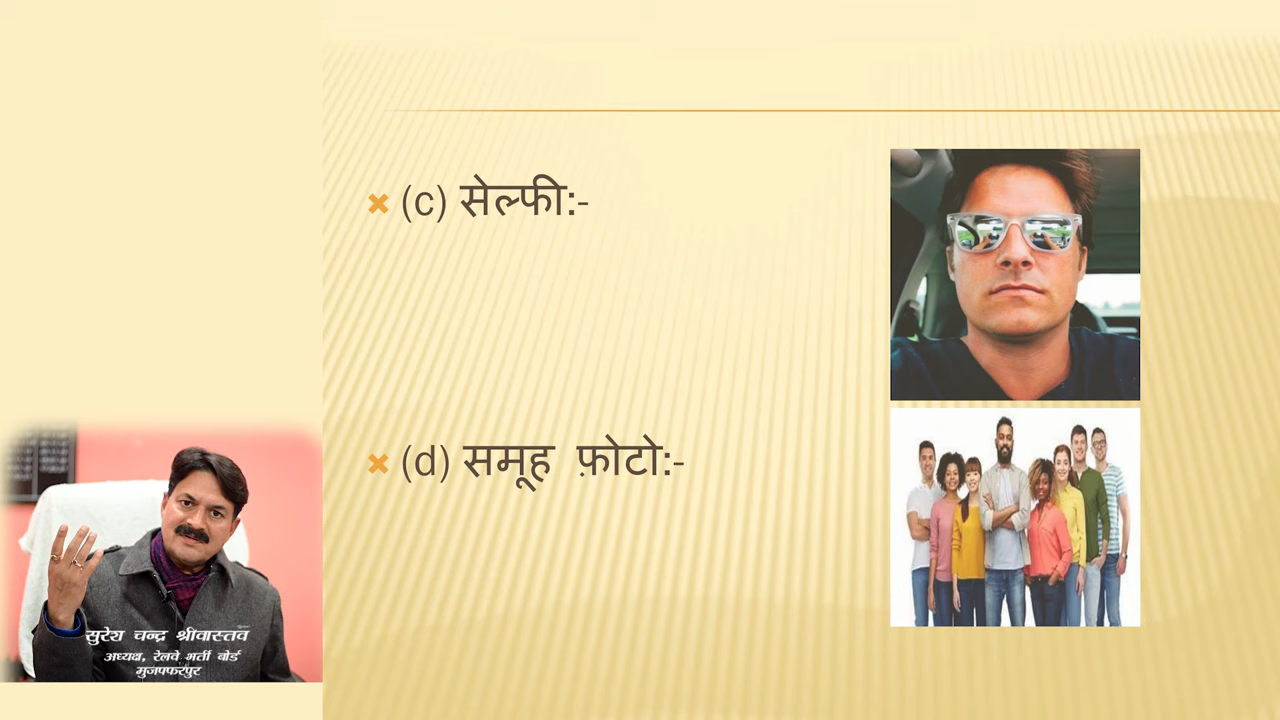 (c) सेल्फी:-
(d) समूह फ़ोटो:-
सुरेश चन्द्र श्रीवास्तव
अध्यक्ष, रेलवे भर्ती बोर्ड
मुजफ्फरपुर